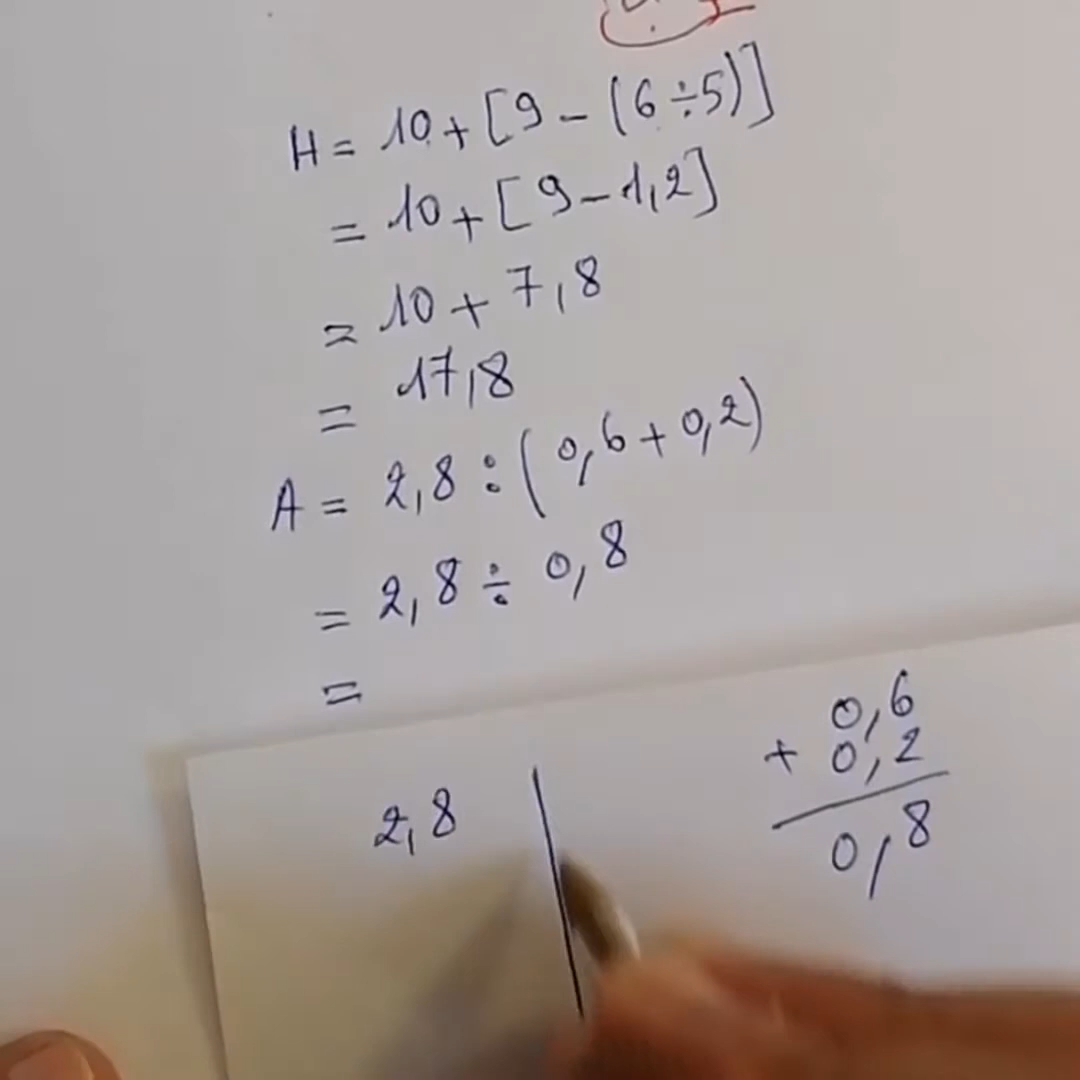 H = 10 + [9 - (6 ÷ 5)]
= 10 + [9 - 1,2]
= 10 + 7,8
= 17,8
A = 2,8 : (0,6 + 0,2)
= 2,8 ÷ 0,8
=
2,8
0,6
+ 0,2
0,8